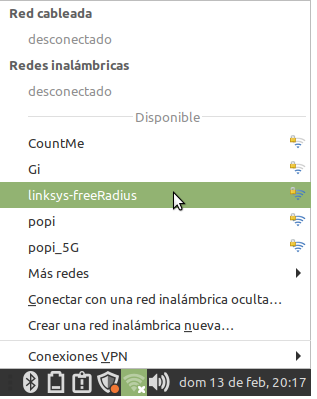 Red cableada
desconectado
Redes inalámbricas
desconectado
Disponible
CountMe
Gi
linksys-freeRadius
popi
popi_5G
Más redes
Conectar con una red inalámbrica oculta...
Crear una red inalámbrica nueva...
Conexiones VPN
dom 13 de feb, 20:17